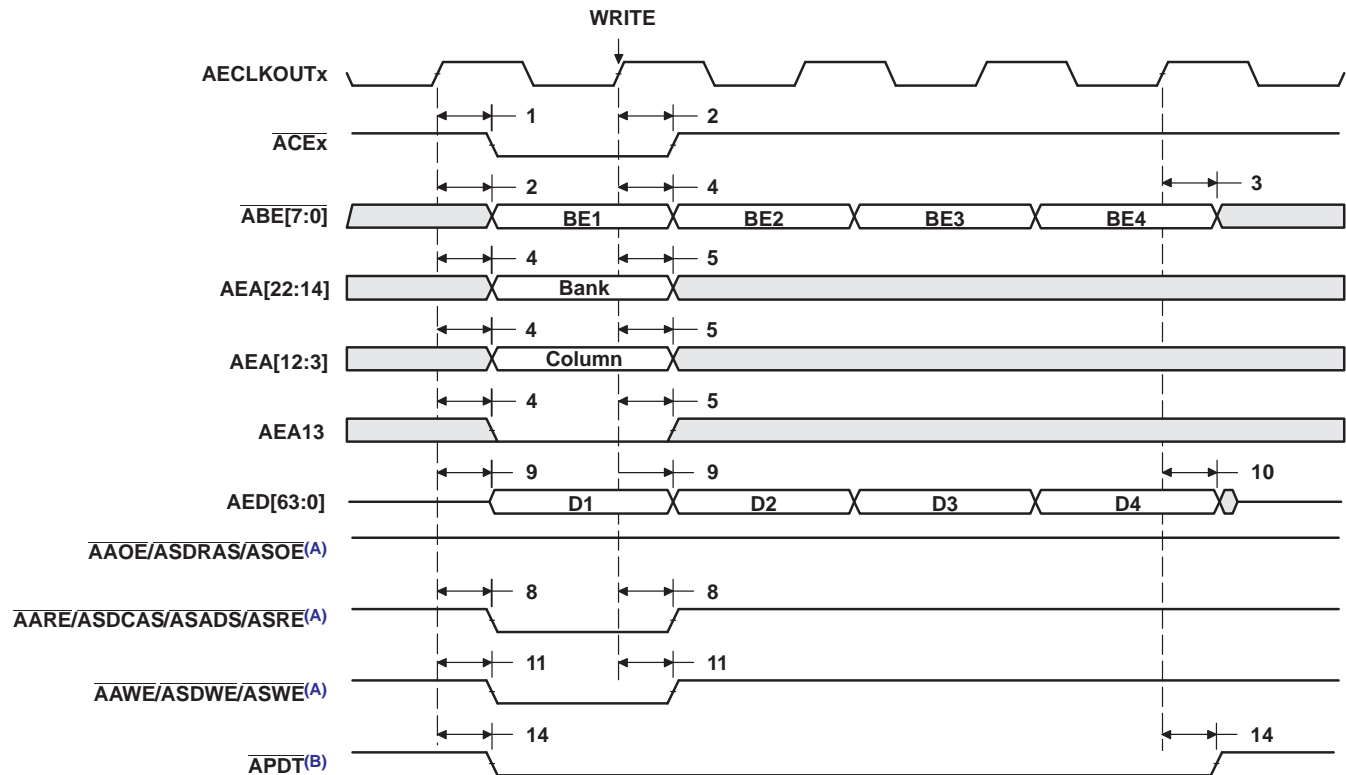 WRITE
AECLKOUTx
1 2
ACEx
2 4 3
ABE[7:0] BE1 BE2 BE3 BE4
4 5
AEA[22:14] Bank
4 5
AEA[12:3] Column
4 5
AEA13
9 9 10
AED[63:0] D1 D2 D3 D4
AAOE/ASDRAS/ASOE(A)
8 8
AARE/ASDCAS/ASADS/ASRE(A)
11 11
AAWE/ASDWE/ASWE(A)
14 14
APDT(B)